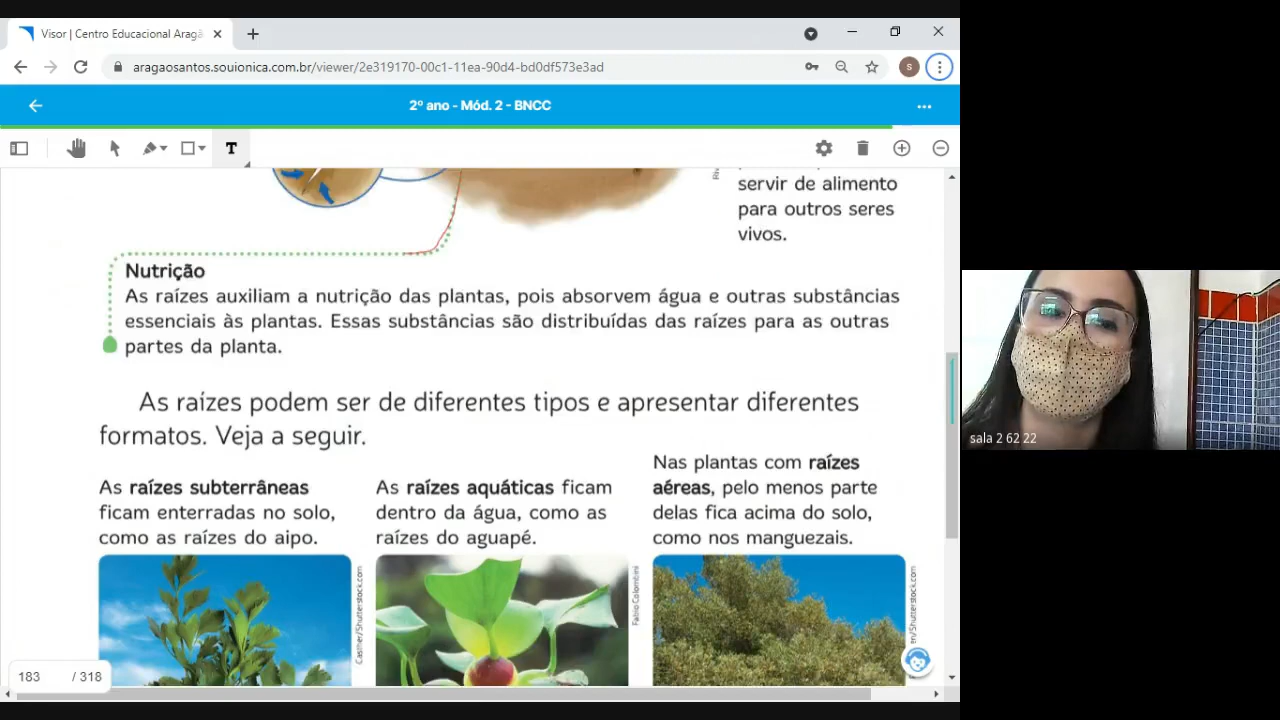 Visor | Centro Educacional Aragã
aragaosantos.souionica.com.br/viewer/2e319170-00c1-11ea-90d4-bd0df573e3ad
s
2º ano - Mód. 2 - BNCC
T
servir de alimento
para outros seres
vivos.
Nutrição
As raízes auxiliam a nutrição das plantas, pois absorvem água e outras substâncias
essenciais às plantas. Essas substâncias são distribuídas das raízes para as outras
partes da planta.
As raízes podem ser de diferentes tipos e apresentar diferentes
formatos. Veja a seguir.
As raízes subterrâneas
ficam enterradas no solo,
como as raízes do aipo.
As raízes aquáticas ficam
dentro da água, como as
raízes do aguapé.
Nas plantas com raízes
aéreas, pelo menos parte
delas fica acima do solo,
como nos manguezais.
Casther/Shutterstock.com
Fabio Colombini
en/Shutterstock.com
183 / 318
sala 2 62 22